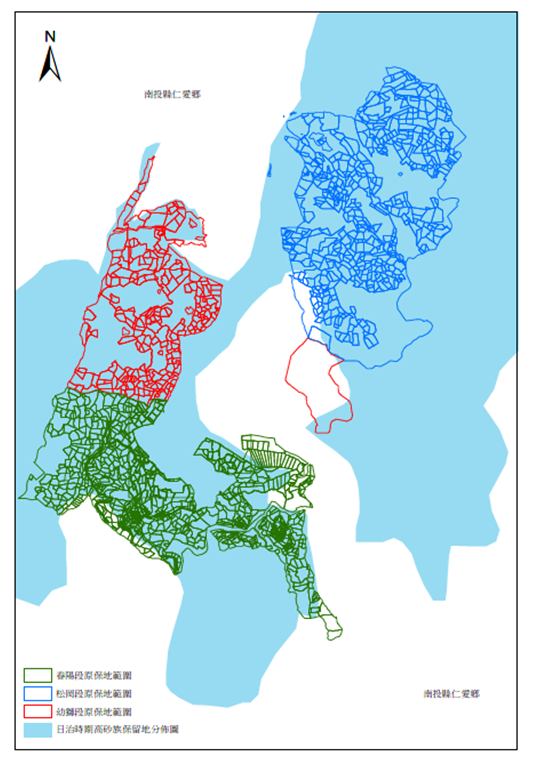 N
南投縣仁愛鄉
南投縣仁愛鄉
春陽段原保地範圍
松岡段原保地範圍
幼獅段原保地範圍
日治時期高砂族保留地分佈圖